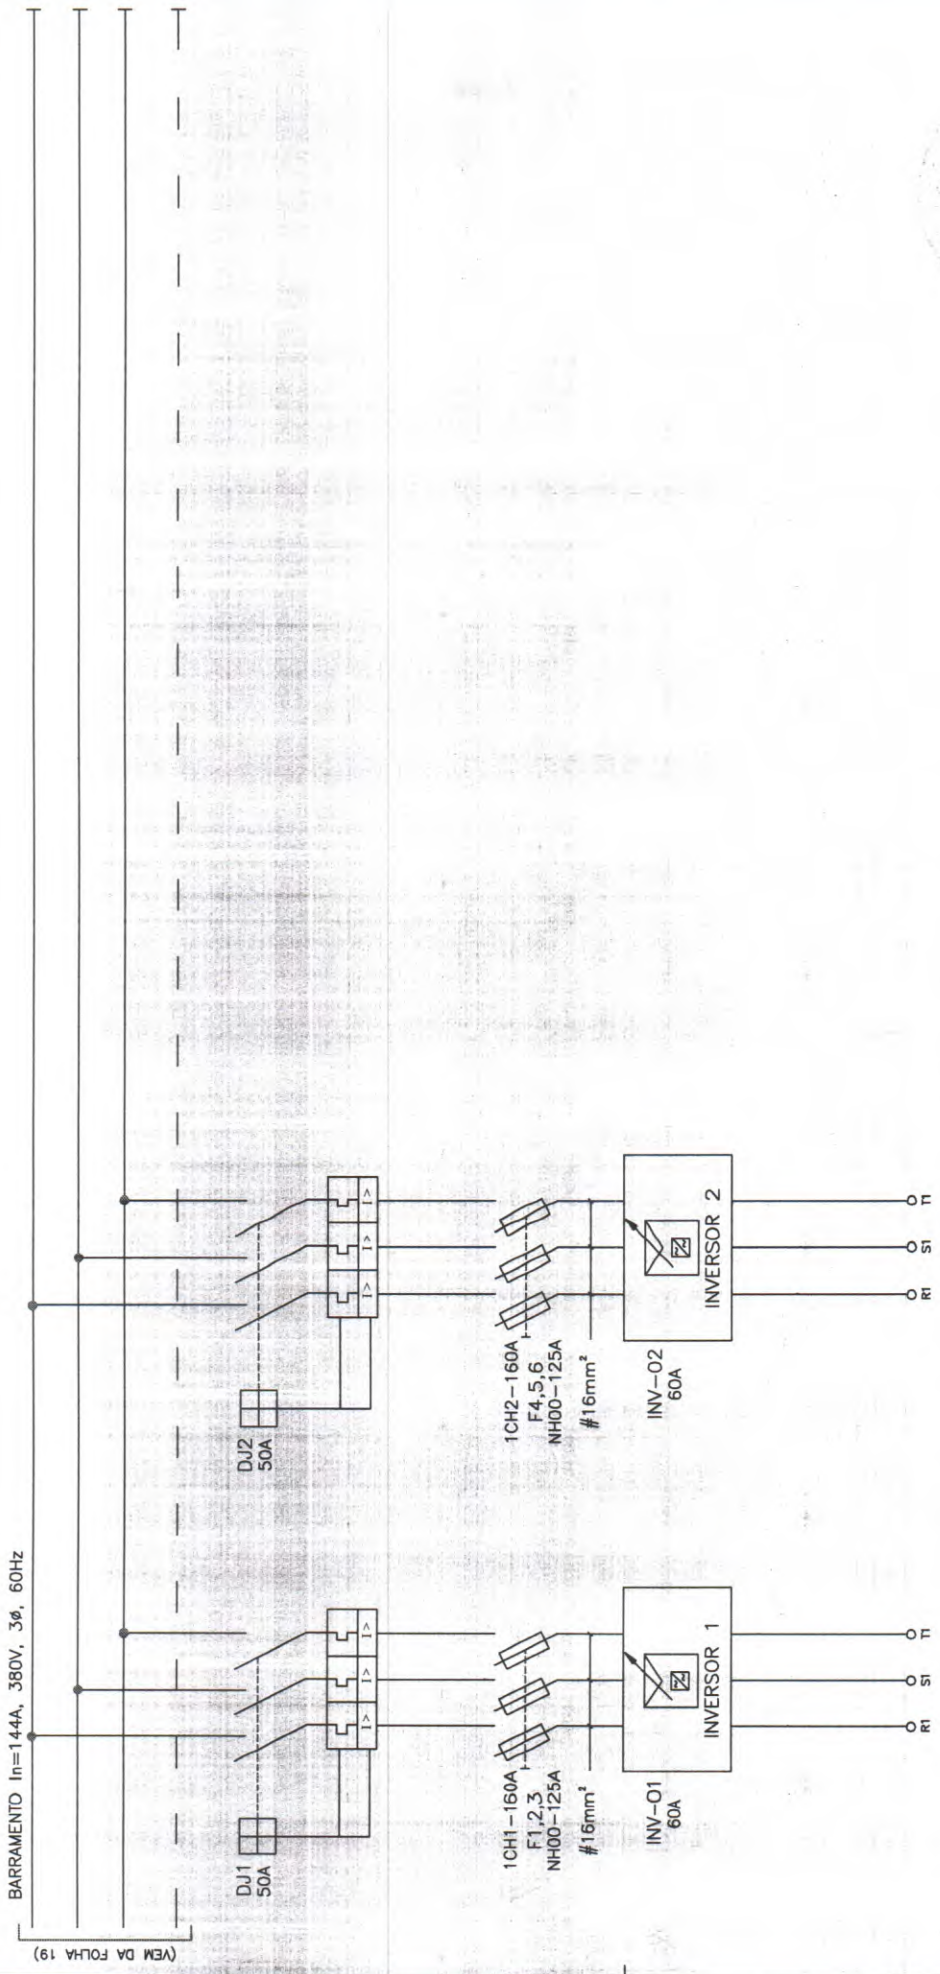 BARRAMENTO In=144A, 380V, 3ø, 60Hz
(VEM DA FOLHA 19)
DJ1
50A
I>
I>
I>
1CH1-160A
F1,2,3
NH00-125A
#16mm²
INV-01
60A
INVERSOR 1
R1
S1
T1
DJ2
50A
I>
I>
I>
1CH2-160A
F4,5,6
NH00-125A
#16mm²
INV-02
60A
INVERSOR 2
R1
S1
T1